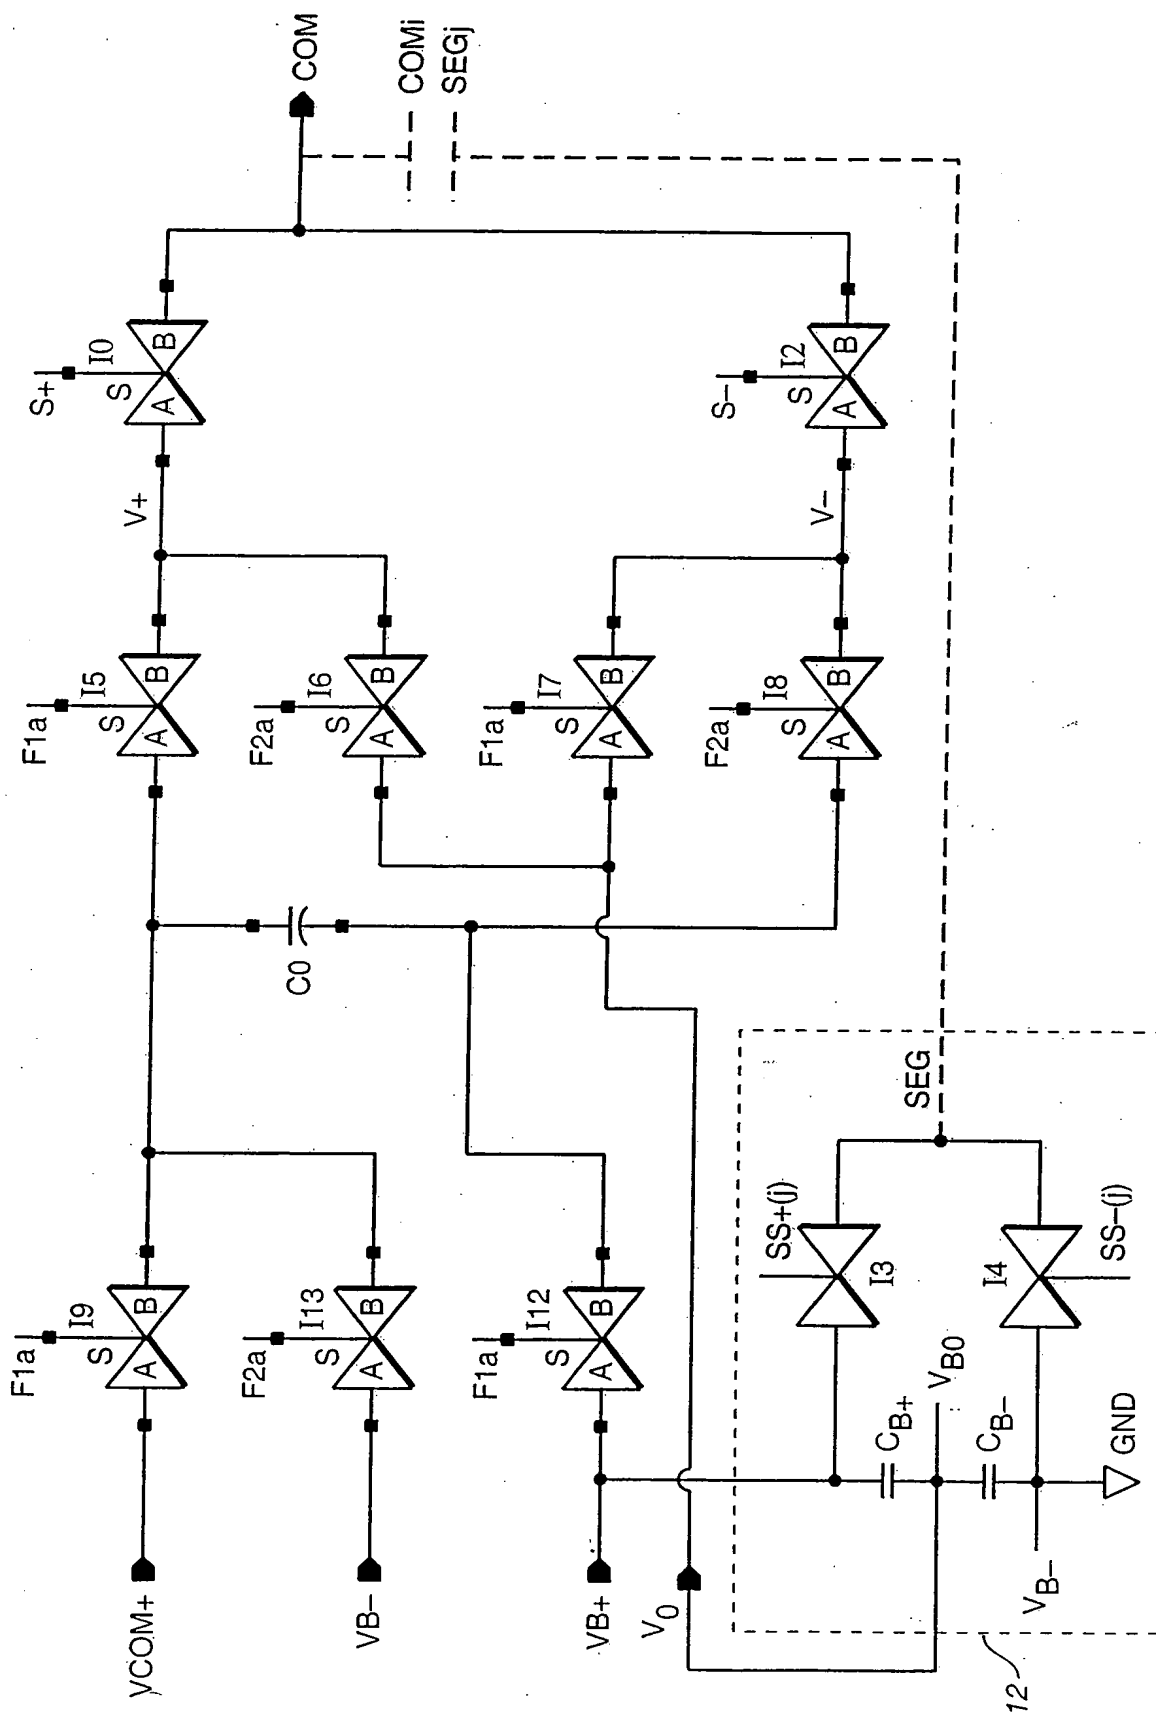 COM
COMi
SEGj
S+
I0
S
A
B
S−
I2
S
A
B
V+
V−
F1a
I5
S
A
B
F2a
I6
S
A
B
F1a
I7
S
A
B
F2a
I8
S
A
B
C0
F1a
I9
S
A
B
F2a
I13
S
A
B
F1a
I12
S
A
B
VCOM+
VB−
VB+
V0
SEG
SS+(j)
I3
SS−(j)
I4
CB+
VB0
CB−
VB−
GND
12